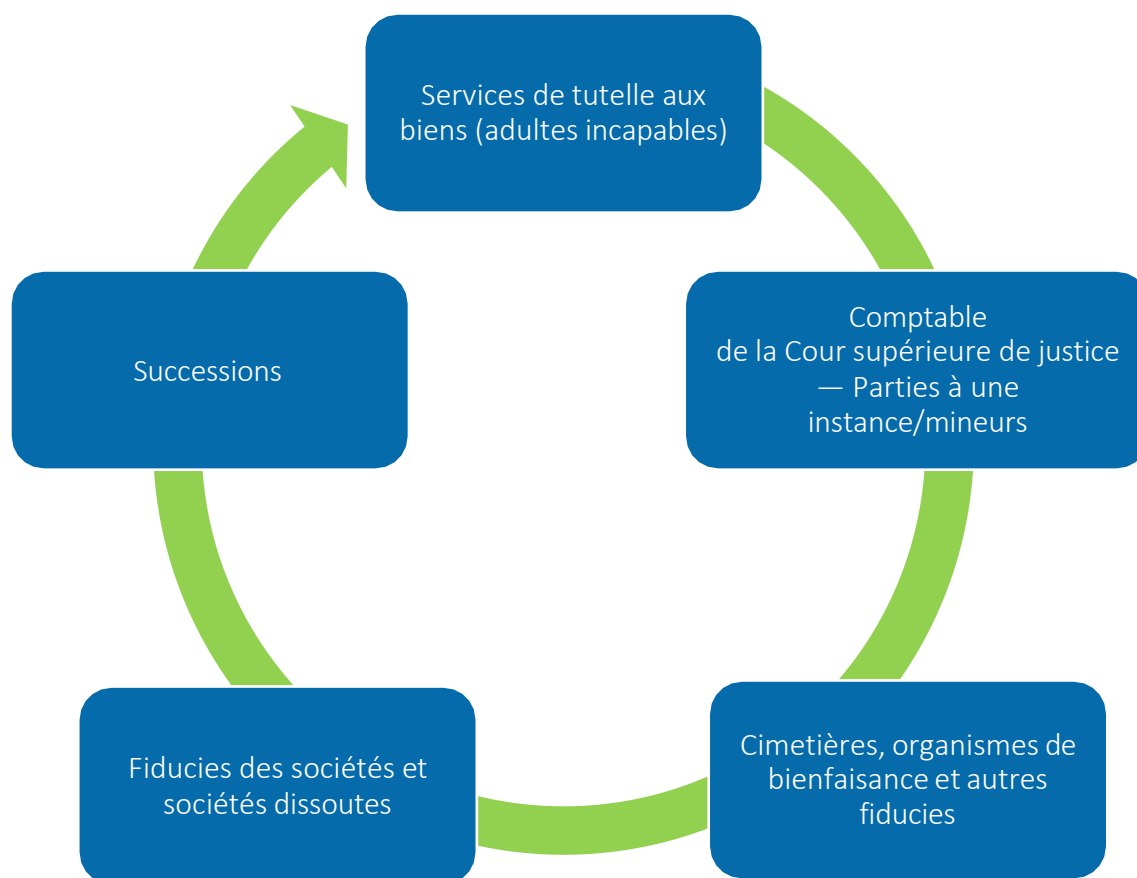 Services de tutelle aux
biens (adultes incapables)
Comptable
de la Cour supérieure de justice
— Parties à une
instance/mineurs
Cimetières, organismes de
bienfaisance et autres
fiducies
Fiducies des sociétés et
sociétés dissoutes
Successions